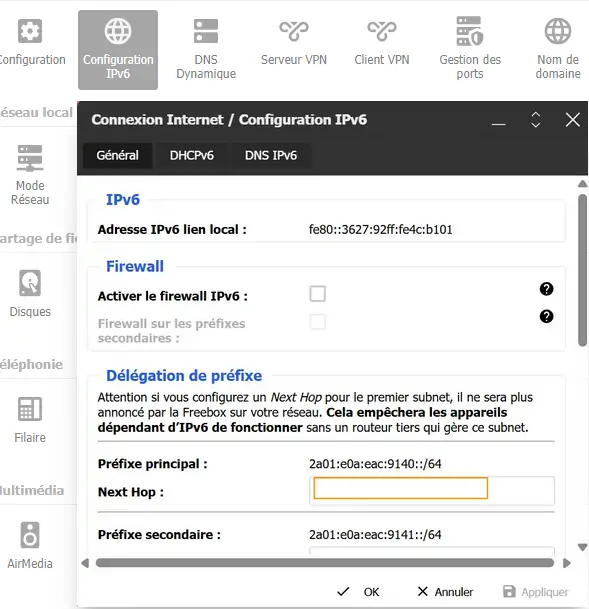 Configuration
Configuration
IPv6
DNS
Dynamique
Serveur VPN
Client VPN
Gestion des
ports
Nom de
domaine
éseau local
Mode
Réseau
artage de fi
Disques
éléphonie
Filaire
ultimédia
AirMedia
Connexion Internet / Configuration IPv6
Général
DHCPv6
DNS IPv6
IPv6
Adresse IPv6 lien local :
fe80::3627:92ff:fe4c:b101
Firewall
Activer le firewall IPv6 :
Firewall sur les préfixes
secondaires :
Délégation de préfixe
Attention si vous configurez un Next Hop pour le premier subnet, il ne sera plus
annoncé par la Freebox sur votre réseau. Cela empêchera les appareils
dépendant d'IPv6 de fonctionner sans un routeur tiers qui gère ce subnet.
Préfixe principal :
2a01:e0a:eac:9140::/64
Next Hop :
Préfixe secondaire :
2a01:e0a:eac:9141::/64
OK
Annuler
Appliquer